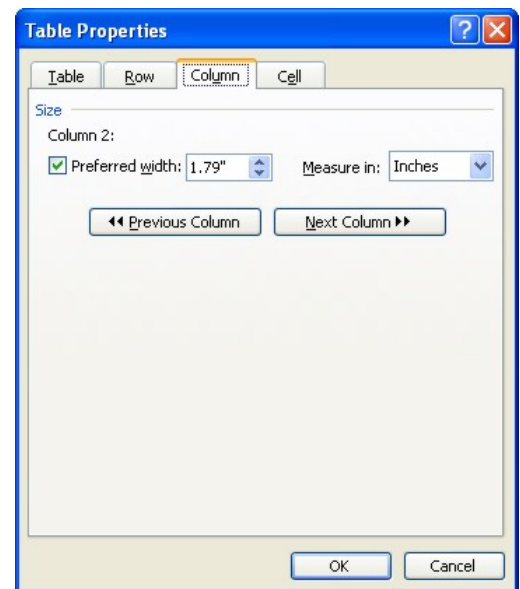 Table Properties
Table Row Column Cell
Size
Column 2:
Preferred width: 1.79" Measure in: Inches
Previous Column Next Column
OK Cancel